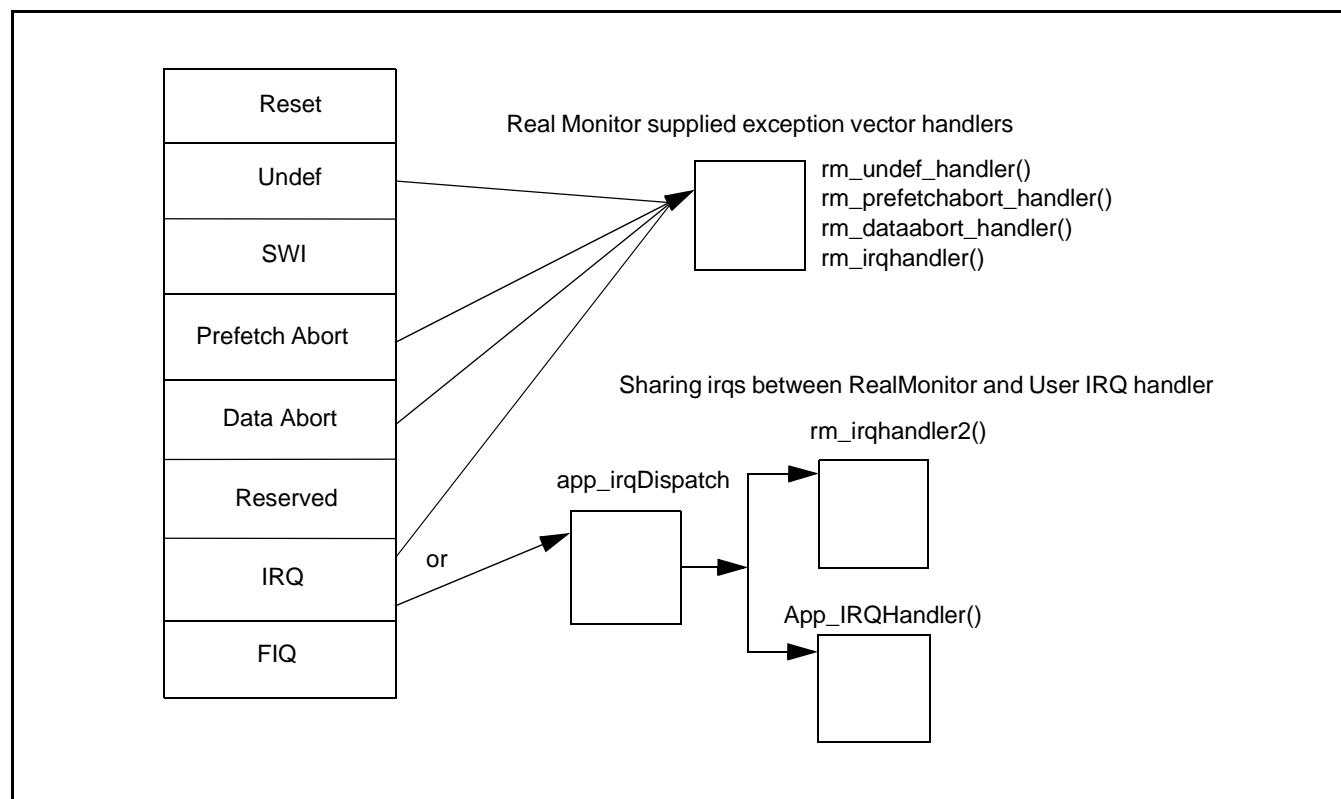 Reset
Undef
SWI
Prefetch Abort
Data Abort
Reserved
IRQ
FIQ
Real Monitor supplied exception vector handlers
rm_undef_handler()
rm_prefetchabort_handler()
rm_dataabort_handler()
rm_irqhandler()
Sharing irqs between RealMonitor and User IRQ handler
rm_irqhandler2()
app_irqDispatch
or
App_IRQHandler()